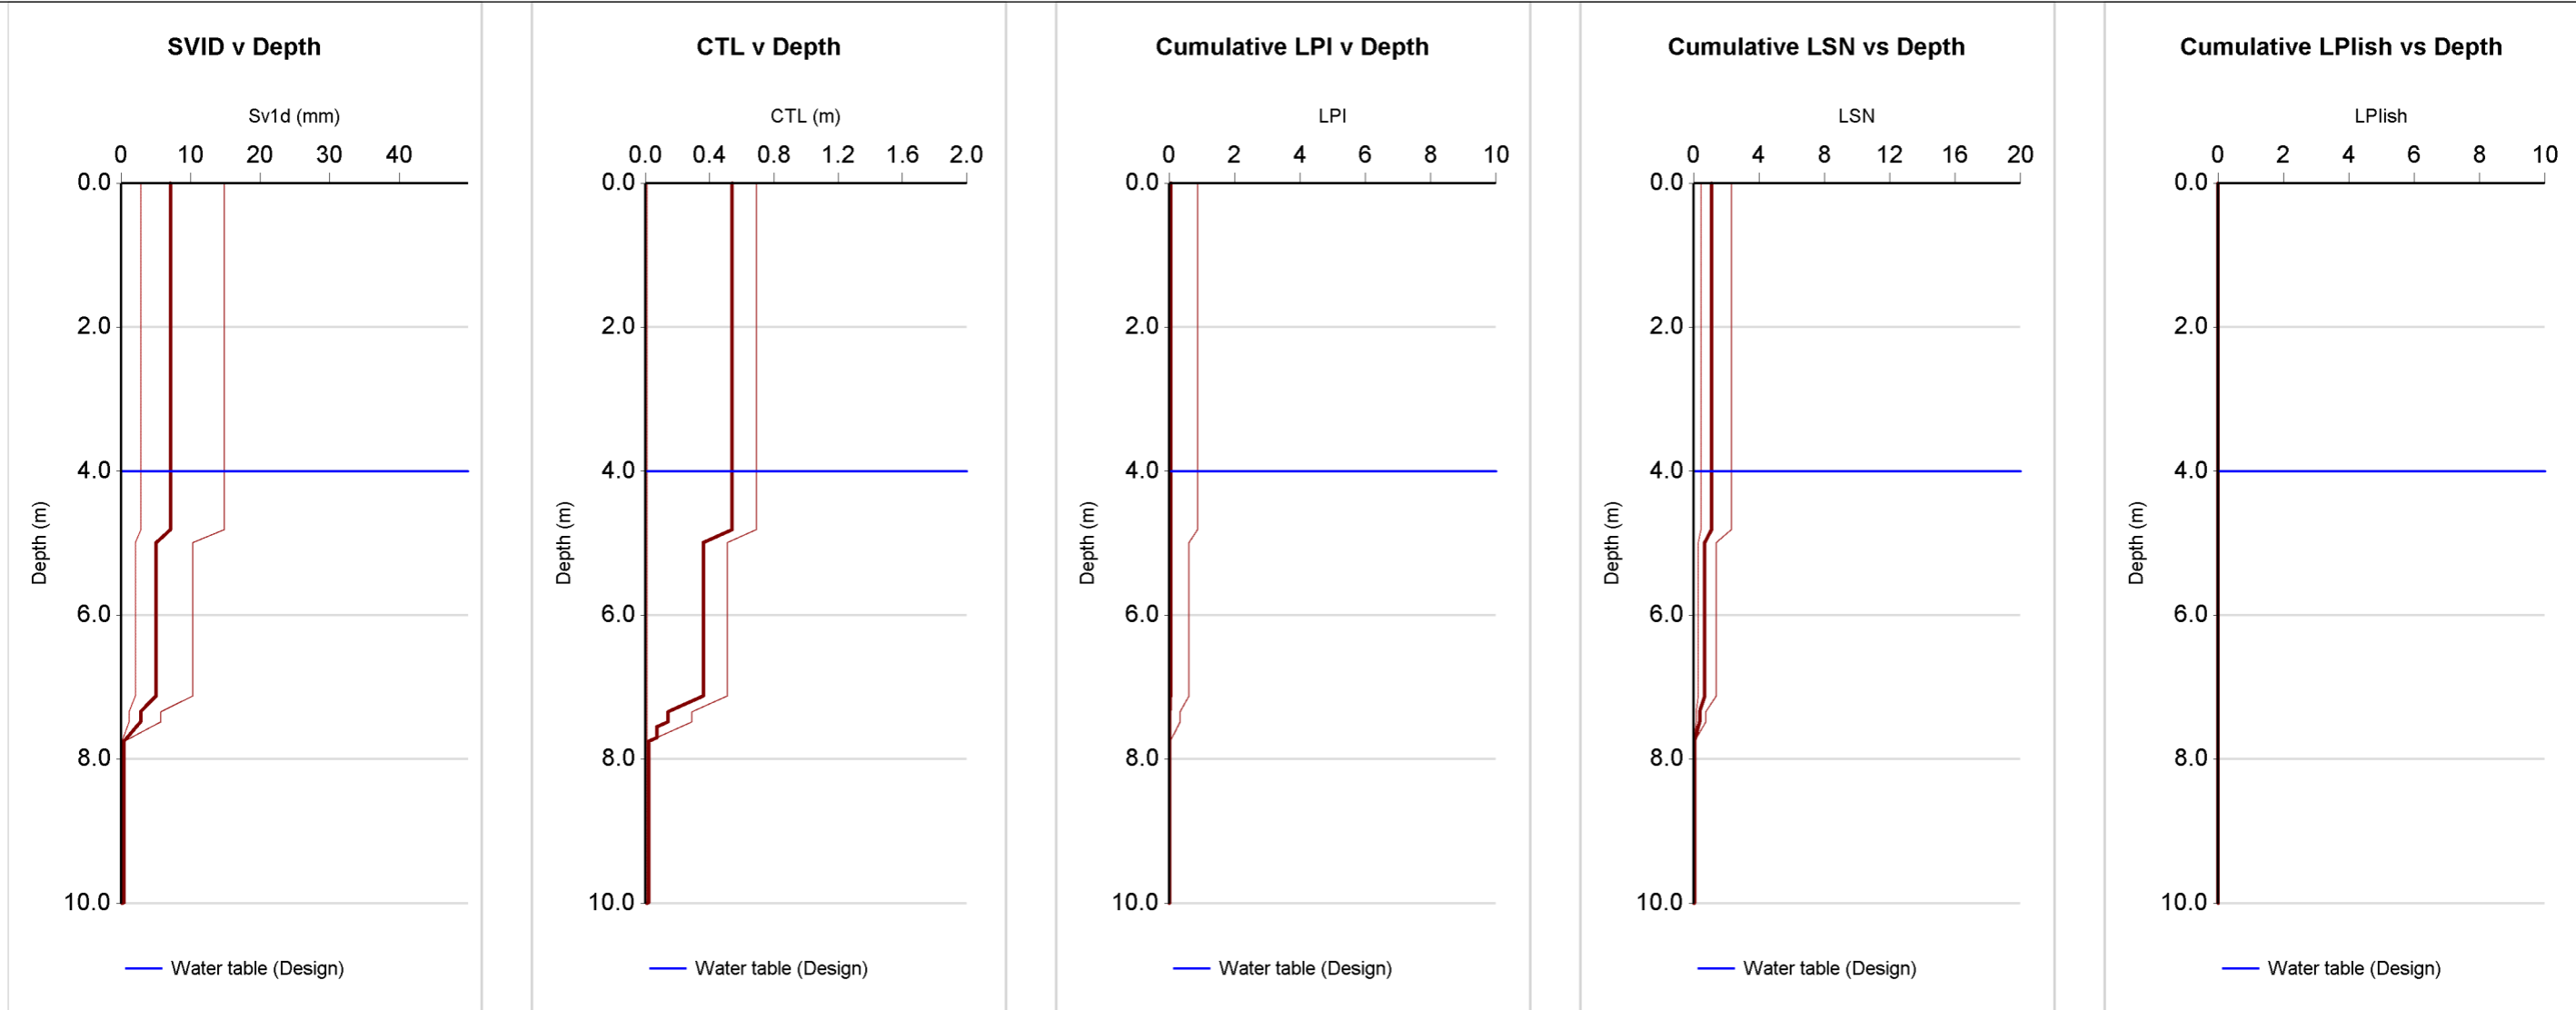 SVID v Depth
Sv1d (mm)
0 10 20 30 40
0.0
2.0
4.0
6.0
8.0
10.0
Depth (m)
Water table (Design)
CTL v Depth
CTL (m)
0.0 0.4 0.8 1.2 1.6 2.0
0.0
2.0
4.0
6.0
8.0
10.0
Depth (m)
Water table (Design)
Cumulative LPI v Depth
LPI
0 2 4 6 8 10
0.0
2.0
4.0
6.0
8.0
10.0
Depth (m)
Water table (Design)
Cumulative LSN vs Depth
LSN
0 4 8 12 16 20
0.0
2.0
4.0
6.0
8.0
10.0
Depth (m)
Water table (Design)
Cumulative LPIish vs Depth
LPIish
0 2 4 6 8 10
0.0
2.0
4.0
6.0
8.0
10.0
Depth (m)
Water table (Design)